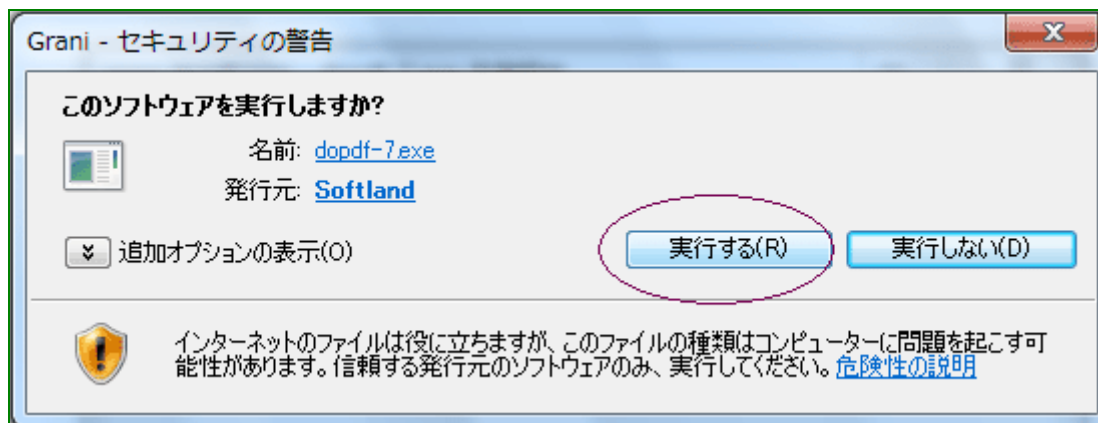 Grani - セキュリティの警告
このソフトウェアを実行しますか?
名前: dopdf-7.exe
発行元: Softland
追加オプションの表示(O)
実行する(R)
実行しない(D)
インターネットのファイルは役に立ちますが、このファイルの種類はコンピューターに問題を起こす可
能性があります。信頼する発行元のソフトウェアのみ、実行してください。危険性の説明